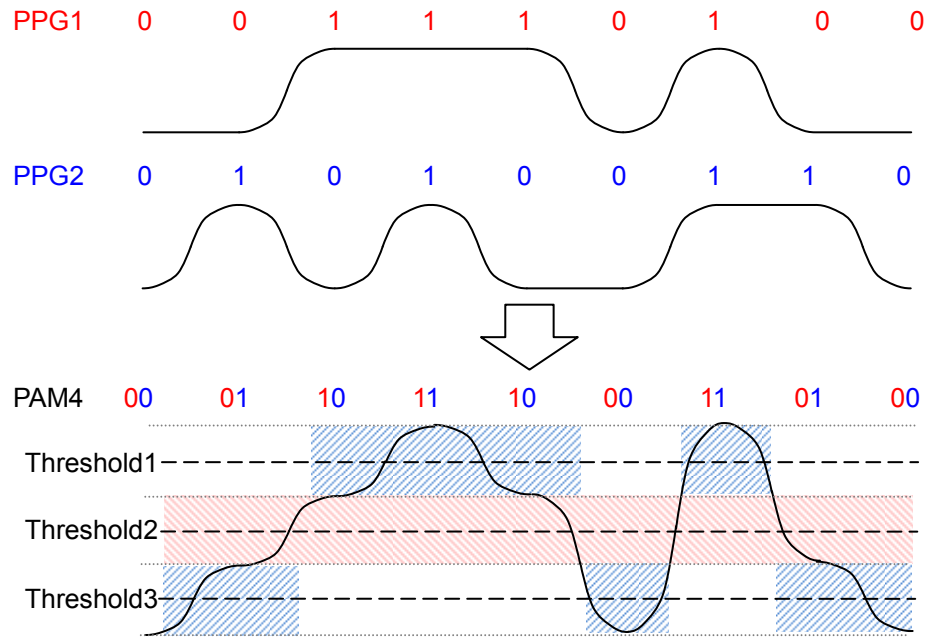 PPG1 0 0 1 1 1 0 1 0 0
PPG2 0 1 0 1 0 0 1 1 0
PAM4 00 01 10 11 10 00 11 01 00
Threshold1
Threshold2
Threshold3